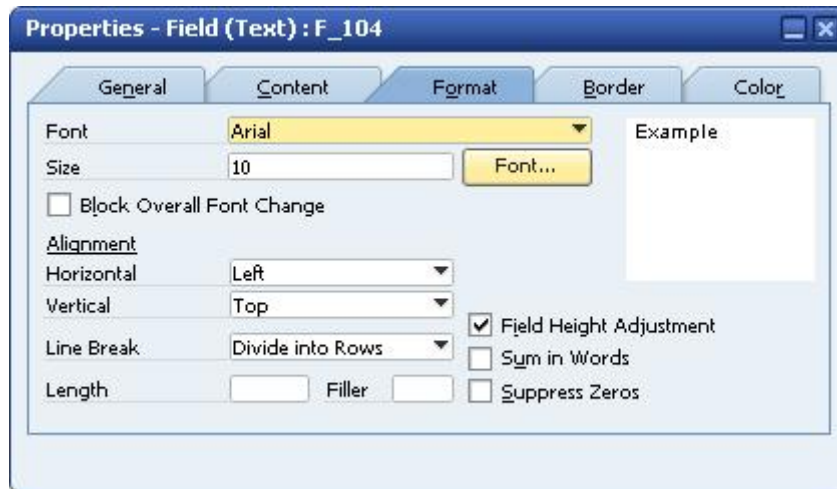 Properties - Field (Text) : F_104
General Content Format Border Color
Font Arial Example
Size 10 Font...
Block Overall Font Change
Alignment
Horizontal Left
Vertical Top
Field Height Adjustment
Line Break Divide into Rows
Sum in Words
Length Filler Suppress Zeros